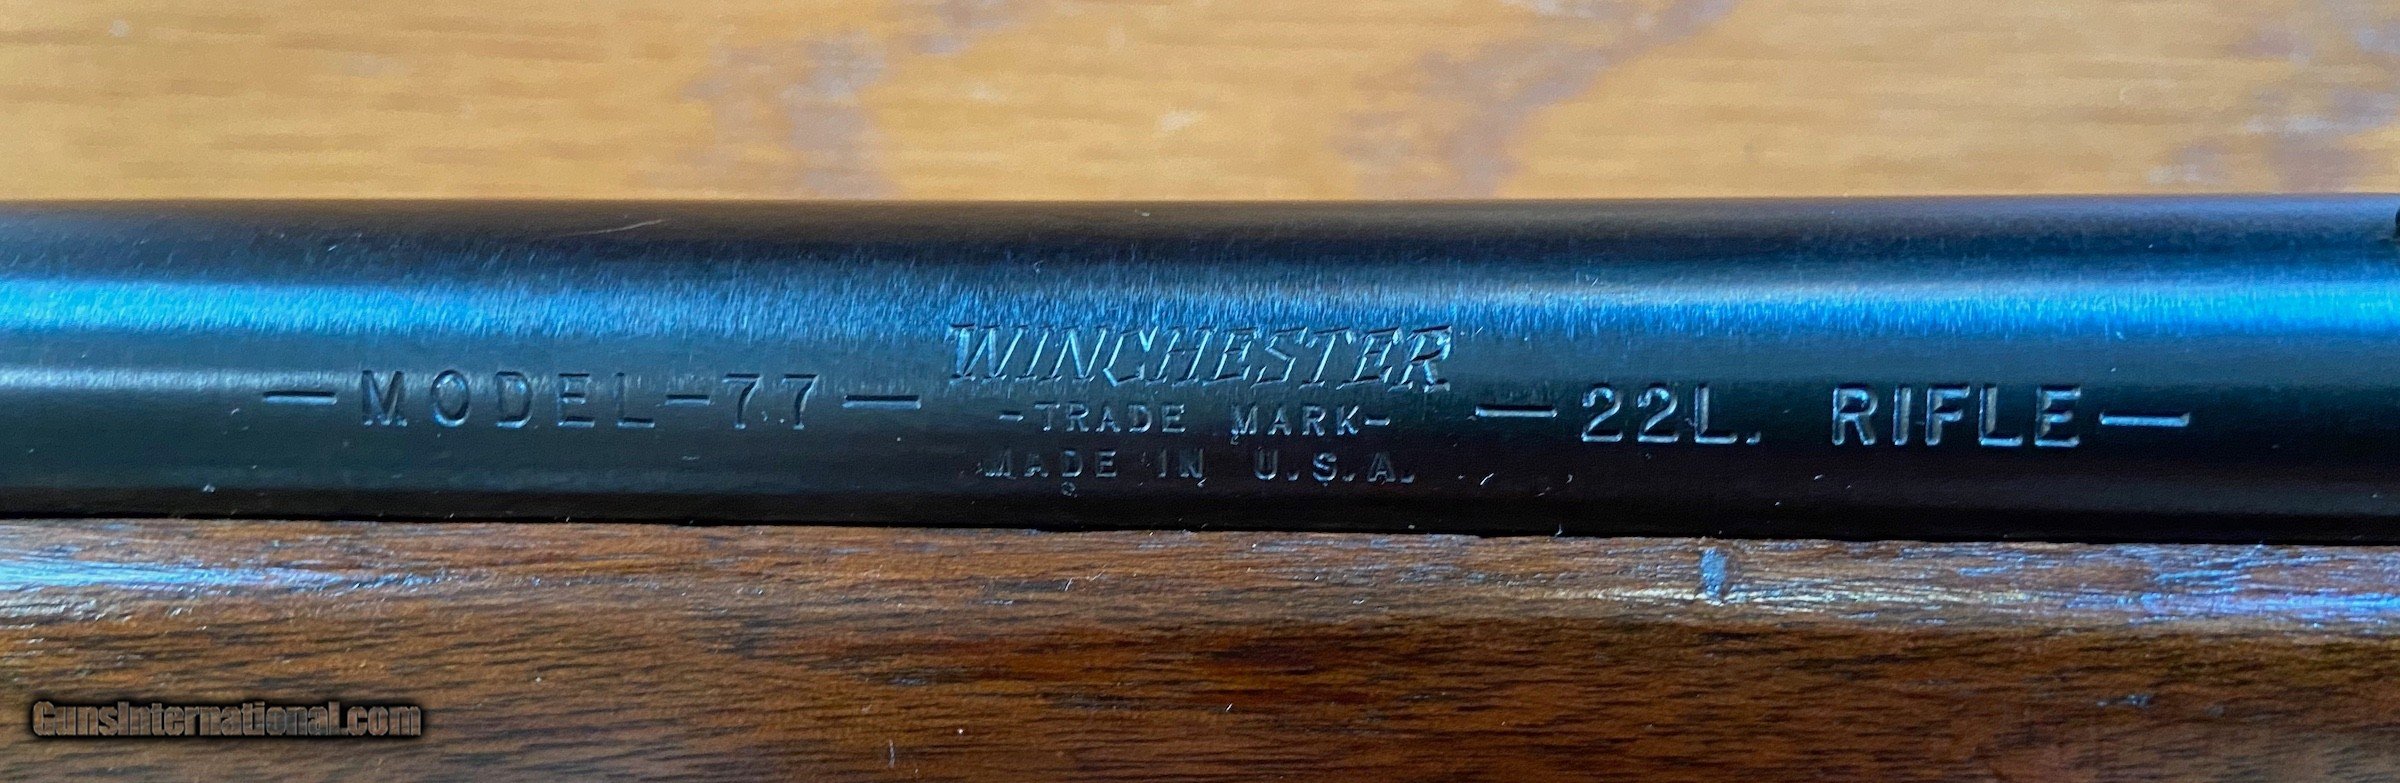 —MODEL-77— WINCHESTER —22L. RIFLE—
-TRADE MARK-
MADE IN U.S.A.
GunsInternational.com